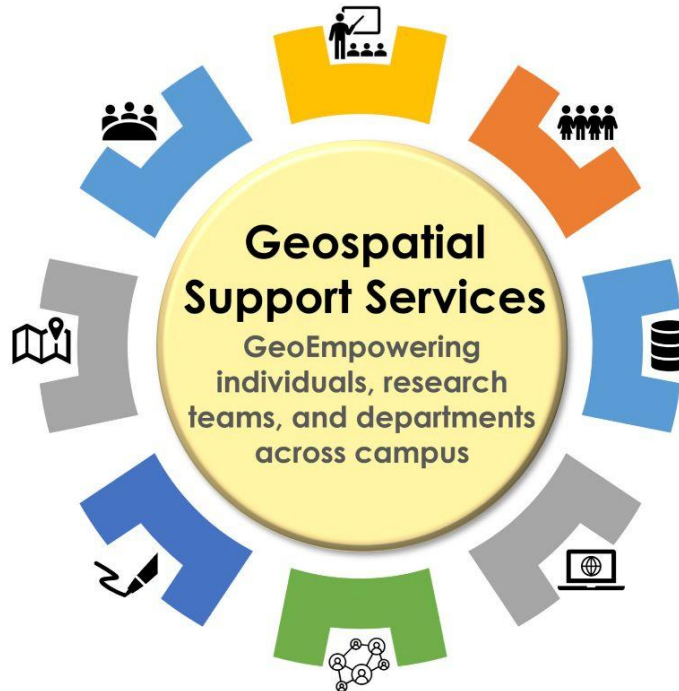 Geospatial
Support Services
GeoEmpowering
individuals, research
teams, and departments
across campus